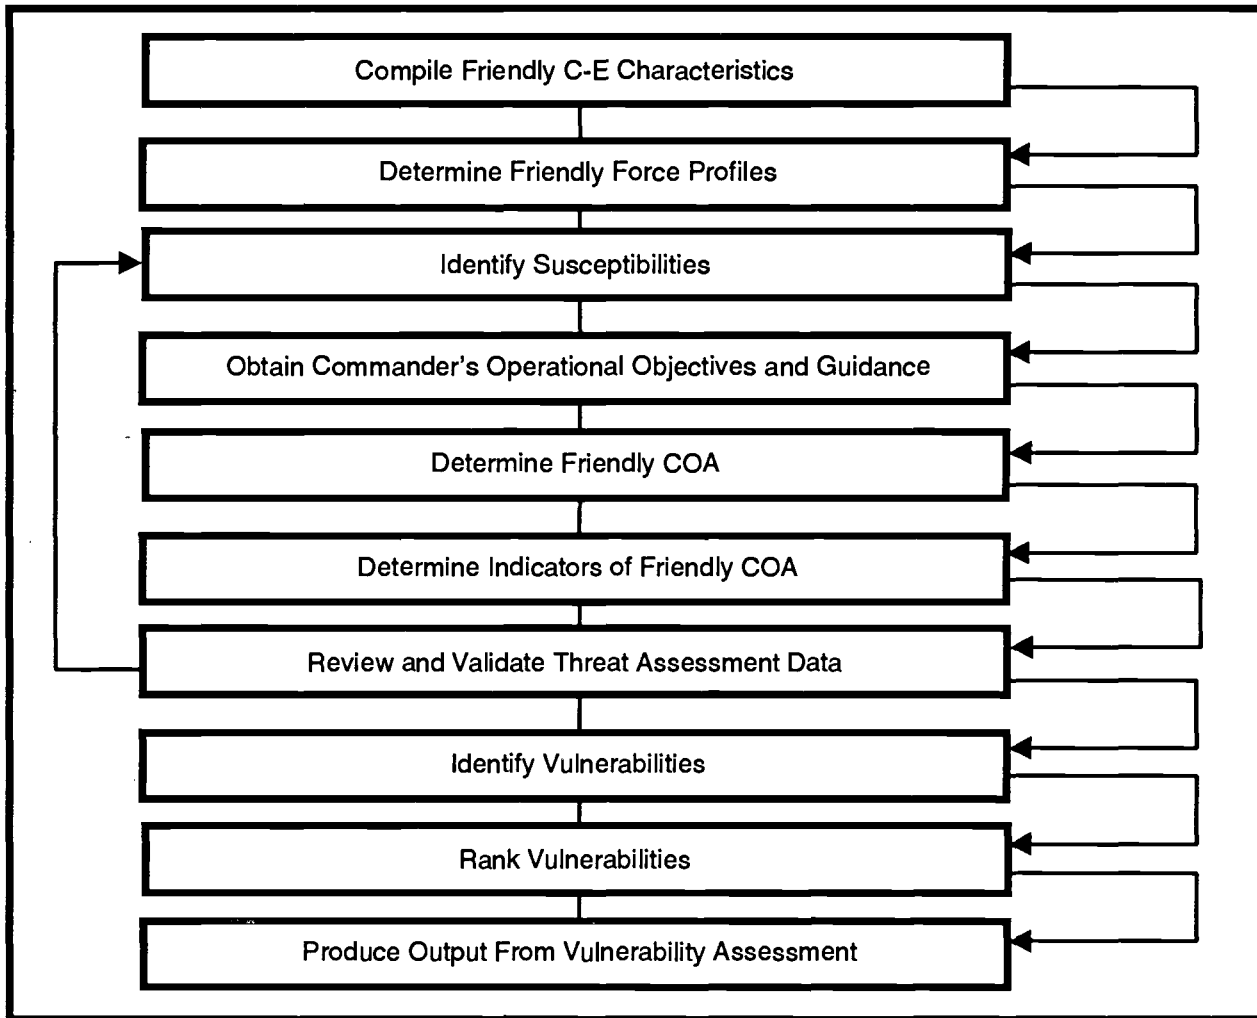 Compile Friendly C-E Characteristics
Determine Friendly Force Profiles
Identify Susceptibilities
Obtain Commander's Operational Objectives and Guidance
Determine Friendly COA
Determine Indicators of Friendly COA
Review and Validate Threat Assessment Data
Identify Vulnerabilities
Rank Vulnerabilities
Produce Output From Vulnerability Assessment